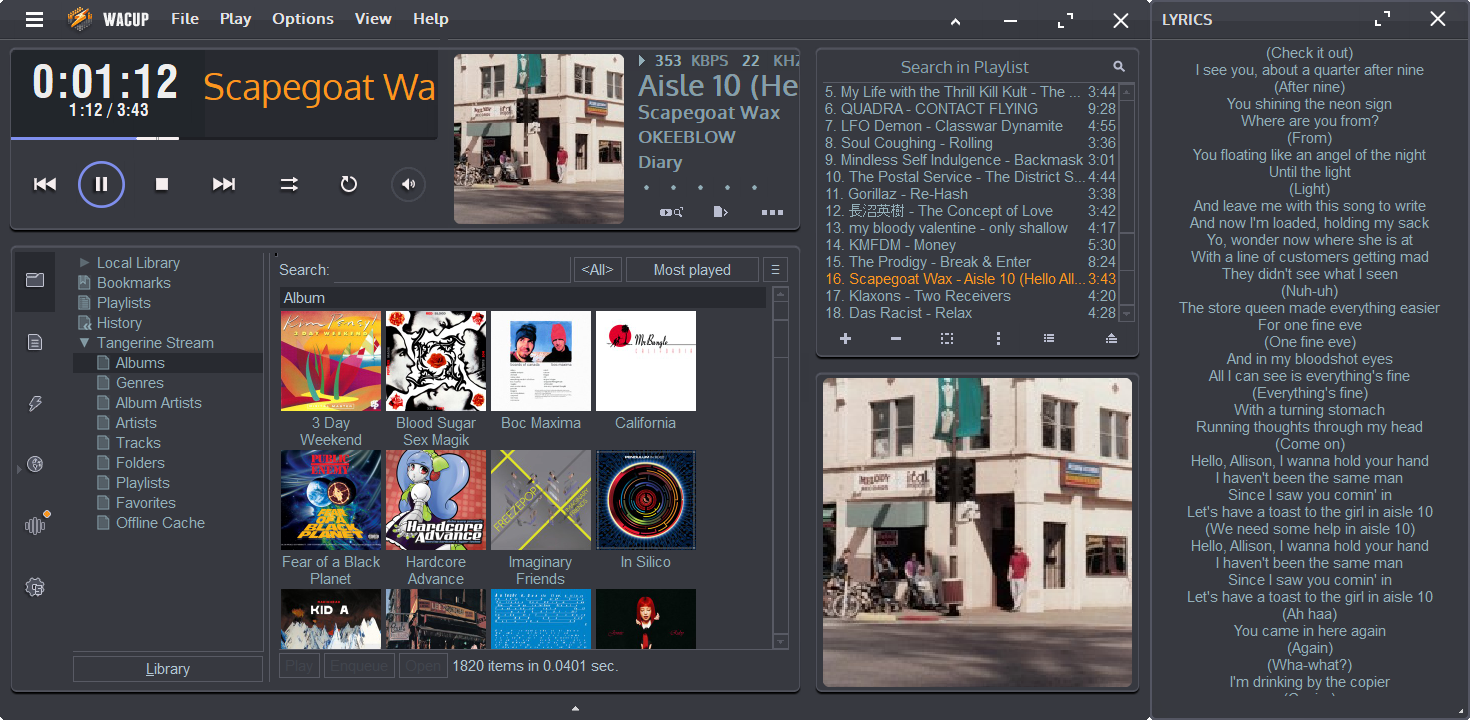 WACUP
File Play Options View Help
0:01:12
1:12 / 3:43
Scapegoat Wa
353 KBPS 22 KHZ
Aisle 10 (He
Scapegoat Wax
OKEEBLOW
Diary
Search in Playlist
5. My Life with the Thrill Kill Kult - The ... 3:44
6. QUADRA - CONTACT FLYING 9:28
7. LFO Demon - Classwar Dynamite 4:55
8. Soul Coughing - Rolling 3:36
9. Mindless Self Indulgence - Backmask 3:01
10. The Postal Service - The District S... 4:44
11. Gorillaz - Re-Hash 3:38
12. 長沼英樹 - The Concept of Love 3:42
13. my bloody valentine - only shallow 4:17
14. KMFDM - Money 5:30
15. The Prodigy - Break & Enter 8:24
16. Scapegoat Wax - Aisle 10 (Hello All... 3:43
17. Klaxons - Two Receivers 4:20
18. Das Racist - Relax 4:28
Local Library
Bookmarks
Playlists
History
Tangerine Stream
Albums
Genres
Album Artists
Artists
Tracks
Folders
Playlists
Favorites
Offline Cache
Library
Search:
<All>
Most played
Album
3 Day
Weekend
Blood Sugar
Sex Magik
Boc Maxima
Mr. Bungle
CALIFORNIA
California
PUBLIC
ENEMY
FEAR OF A
BLACK
PLANET
Fear of a Black
Planet
Hardcore
Advance
Hardcore
Advance
FREEZEPOP
Imaginary
Friends
In Silico
KID A
Play Enqueue Open 1820 items in 0.0401 sec.
MELODY
LYRICS
(Check it out)
I see you, about a quarter after nine
(After nine)
You shining the neon sign
Where are you from?
(From)
You floating like an angel of the night
Until the light
(Light)
And leave me with this song to write
And now I'm loaded, holding my sack
Yo, wonder now where she is at
With a line of customers getting mad
They didn't see what I seen
(Nuh-uh)
The store queen made everything easier
For one fine eve
(One fine eve)
And in my bloodshot eyes
All I can see is everything's fine
(Everything's fine)
With a turning stomach
Running thoughts through my head
(Come on)
Hello, Allison, I wanna hold your hand
I haven't been the same man
Since I saw you comin' in
Let's have a toast to the girl in aisle 10
(We need some help in aisle 10)
Hello, Allison, I wanna hold your hand
I haven't been the same man
Since I saw you comin' in
Let's have a toast to the girl in aisle 10
(Ah haa)
You came in here again
(Again)
(Wha-what?)
I'm drinking by the copier